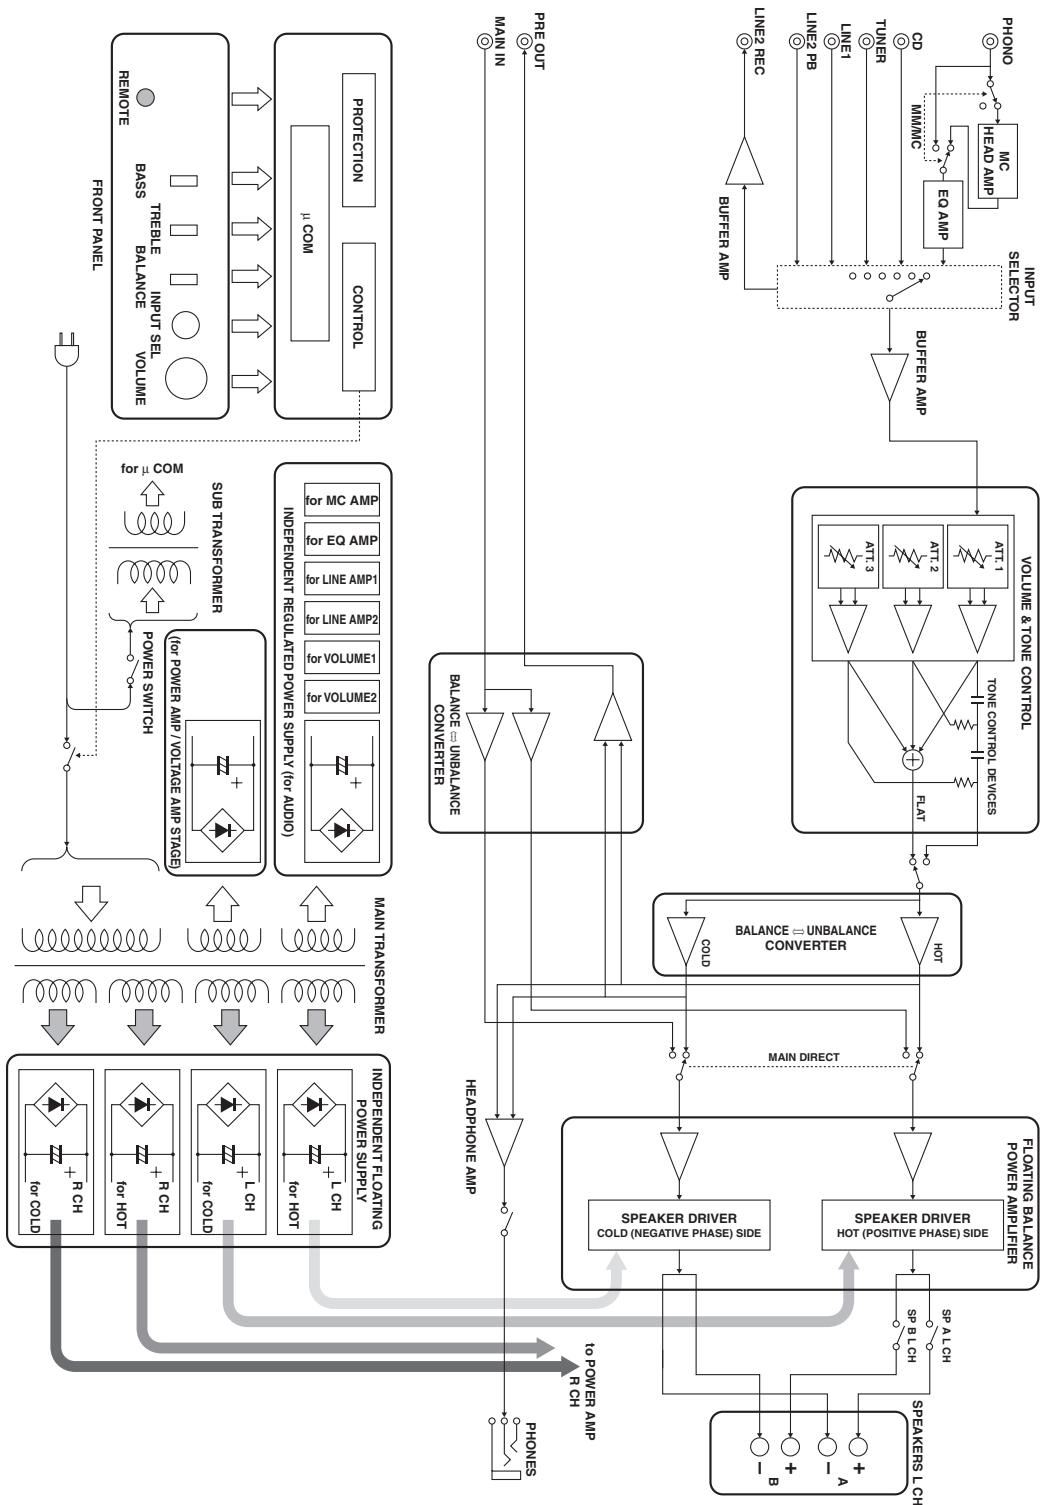 PHONO
CD
TUNER
LINE1
LINE2 PB
LINE2 REC
PRE OUT
MAIN IN
MM/MC
MC
HEAD AMP
EQ AMP
INPUT
SELECTOR
BUFFER AMP
BUFFER AMP
VOLUME & TONE CONTROL
ATT. 1
ATT. 2
ATT. 3
TONE CONTROL DEVICES
FLAT
BALANCE ⇔ UNBALANCE
CONVERTER
HOT
COLD
BALANCE ⇔ UNBALANCE
CONVERTER
MAIN DIRECT
FLOATING BALANCE
POWER AMPLIFIER
SPEAKER DRIVER
HOT (POSITIVE PHASE) SIDE
SPEAKER DRIVER
COLD (NEGATIVE PHASE) SIDE
SP A L CH
SP B L CH
SPEAKERS L CH
+
–
A
+
–
B
HEADPHONE AMP
PHONES
PROTECTION
CONTROL
μ COM
REMOTE
BASS
TREBLE
BALANCE
INPUT SEL
VOLUME
FRONT PANEL
for μ COM
SUB TRANSFORMER
POWER SWITCH
for MC AMP
for EQ AMP
for LINE AMP1
for LINE AMP2
for VOLUME1
for VOLUME2
+
INDEPENDENT REGULATED POWER SUPPLY (for AUDIO)
+
(for POWER AMP / VOLTAGE AMP STAGE)
MAIN TRANSFORMER
INDEPENDENT FLOATING
POWER SUPPLY
+
L CH
for HOT
+
L CH
for COLD
+
R CH
for HOT
+
R CH
for COLD
to POWER AMP
R CH